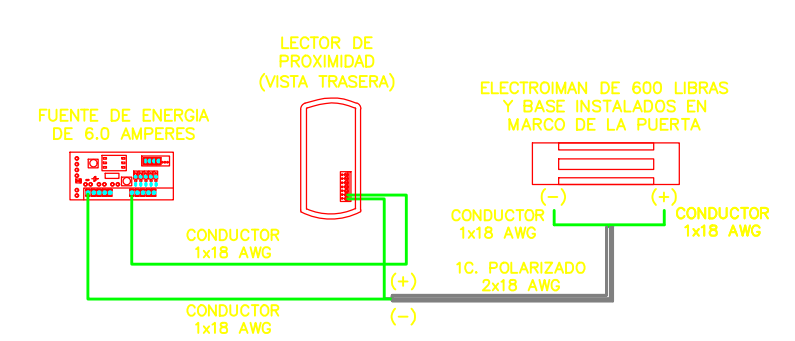 LECTOR DE
PROXIMIDAD
(VISTA TRASERA)
ELECTROIMAN DE 600 LIBRAS
Y BASE INSTALADOS EN
MARCO DE LA PUERTA
FUENTE DE ENERGIA
DE 6.0 AMPERES
(-)
(+)
CONDUCTOR
1x18 AWG
CONDUCTOR
1x18 AWG
CONDUCTOR
1x18 AWG
(+)
1C. POLARIZADO
2x18 AWG
CONDUCTOR
1x18 AWG
(-)